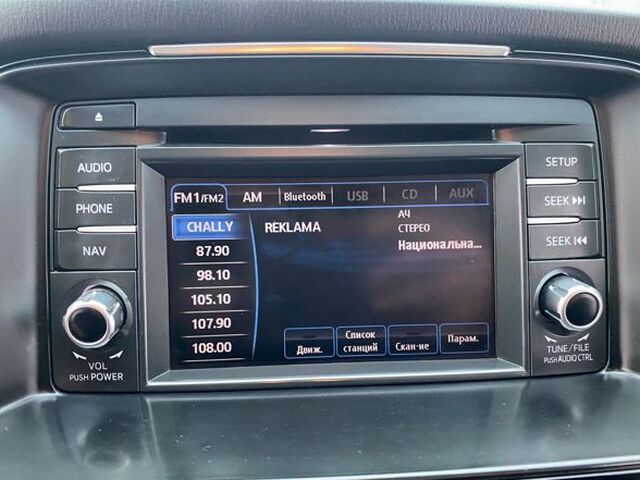 AUDIO
PHONE
NAV
VOL
PUSH POWER
FM1/FM2 AM Bluetooth USB CD AUX
CHALLY
87.90
98.10
105.10
107.90
108.00
REKLAMA
АЧ
СТЕРЕО
Национальна...
Движ.
Список
станций
Скан-ие
Парам.
SETUP
SEEK
SEEK
TUNE/FILE
PUSH AUDIO CTRL